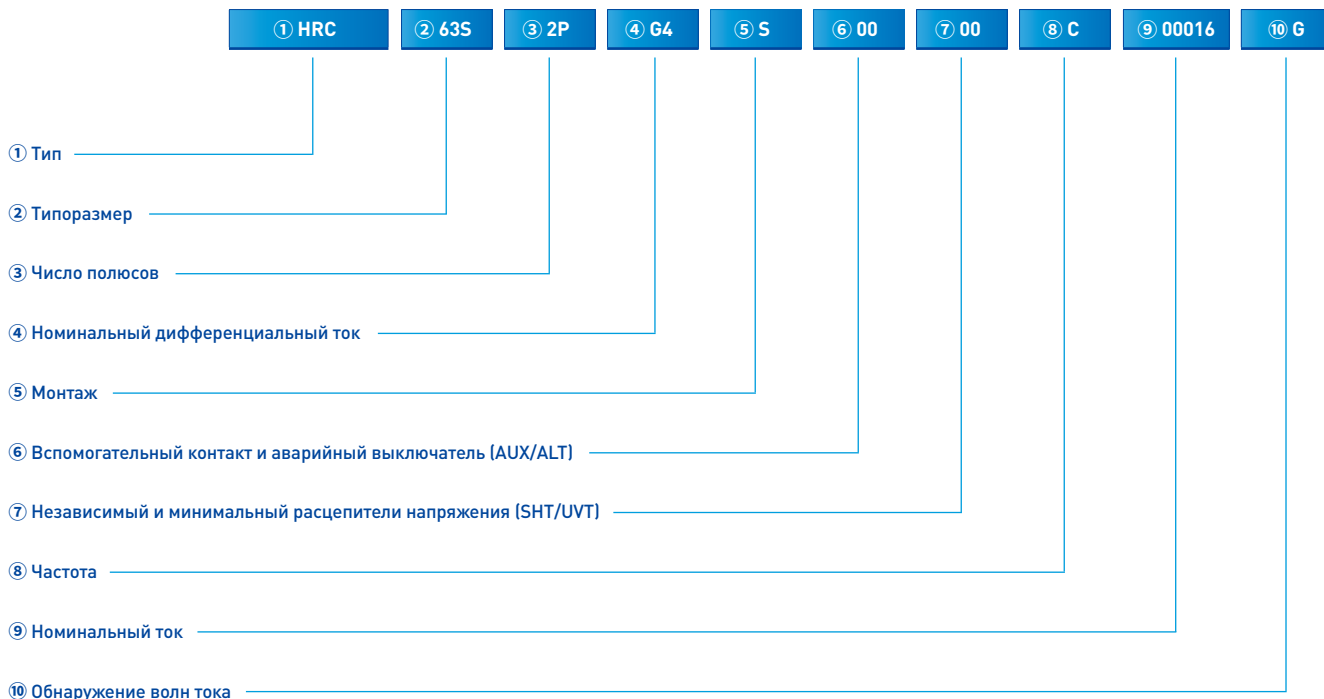 ① HRC ② 63S ③ 2P ④ G4 ⑤ S ⑥ 00 ⑦ 00 ⑧ C ⑨ 00016 ⑩ G
① Тип
② Типоразмер
③ Число полюсов
④ Номинальный дифференциальный ток
⑤ Монтаж
⑥ Вспомогательный контакт и аварийный выключатель (AUX/ALT)
⑦ Независимый и минимальный расцепители напряжения (SHT/UVT)
⑧ Частота
⑨ Номинальный ток
⑩ Обнаружение волн тока